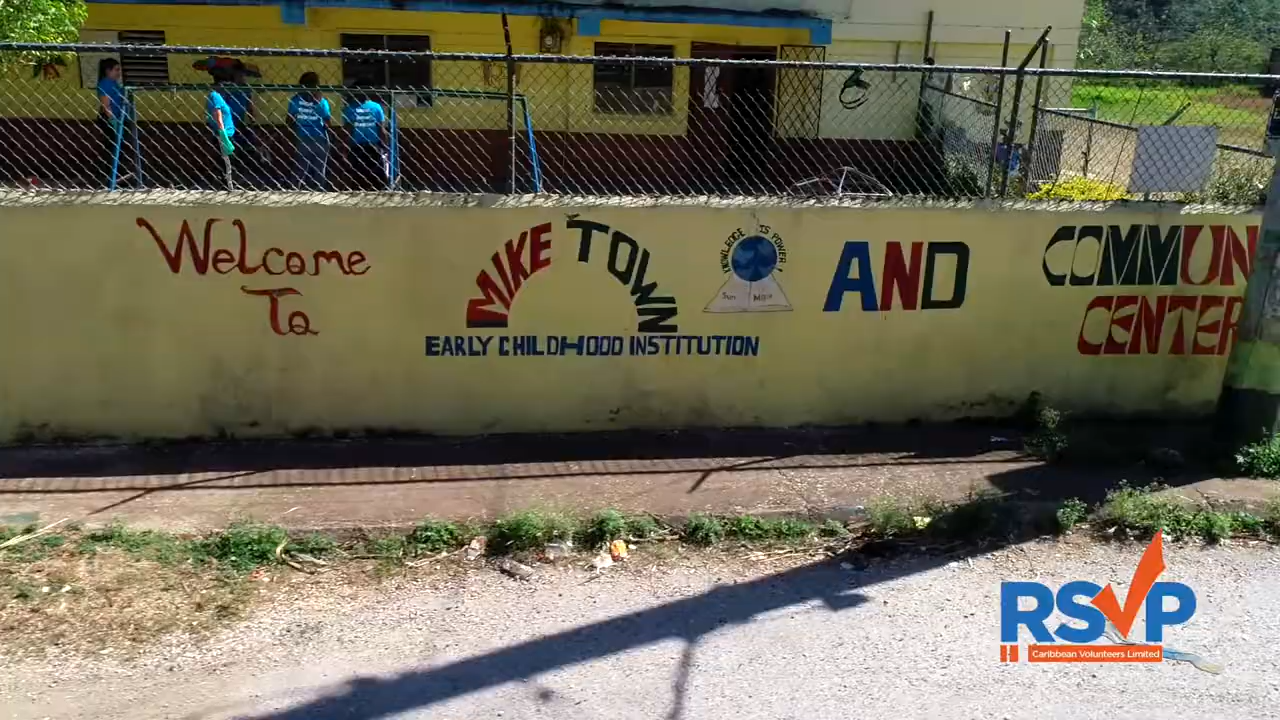 Welcome
To
MIKE TOWN
EARLY CHILDHOOD INSTITUTION
KNOWLEDGE IS POWER!
AND
COMMUN
CENTER
RSVP
Caribbean Volunteers Limited